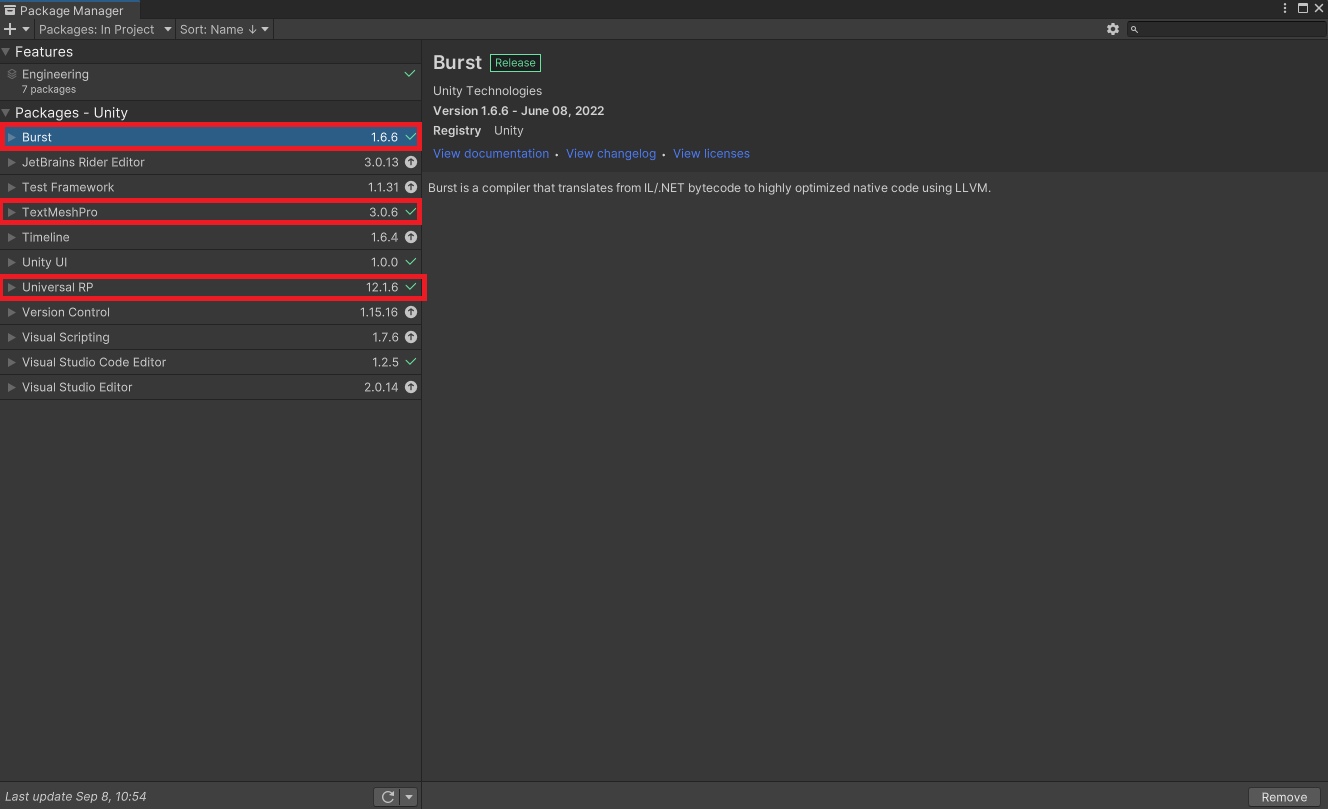 Package Manager
Packages: In Project
Sort: Name ↓
Features
Engineering
7 packages
Packages - Unity
Burst 1.6.6
JetBrains Rider Editor 3.0.13
Test Framework 1.1.31
TextMeshPro 3.0.6
Timeline 1.6.4
Unity UI 1.0.0
Universal RP 12.1.6
Version Control 1.15.16
Visual Scripting 1.7.6
Visual Studio Code Editor 1.2.5
Visual Studio Editor 2.0.14
Last update Sep 8, 10:54
Burst Release
Unity Technologies
Version 1.6.6 - June 08, 2022
Registry Unity
View documentation • View changelog • View licenses
Burst is a compiler that translates from IL/.NET bytecode to highly optimized native code using LLVM.
Remove